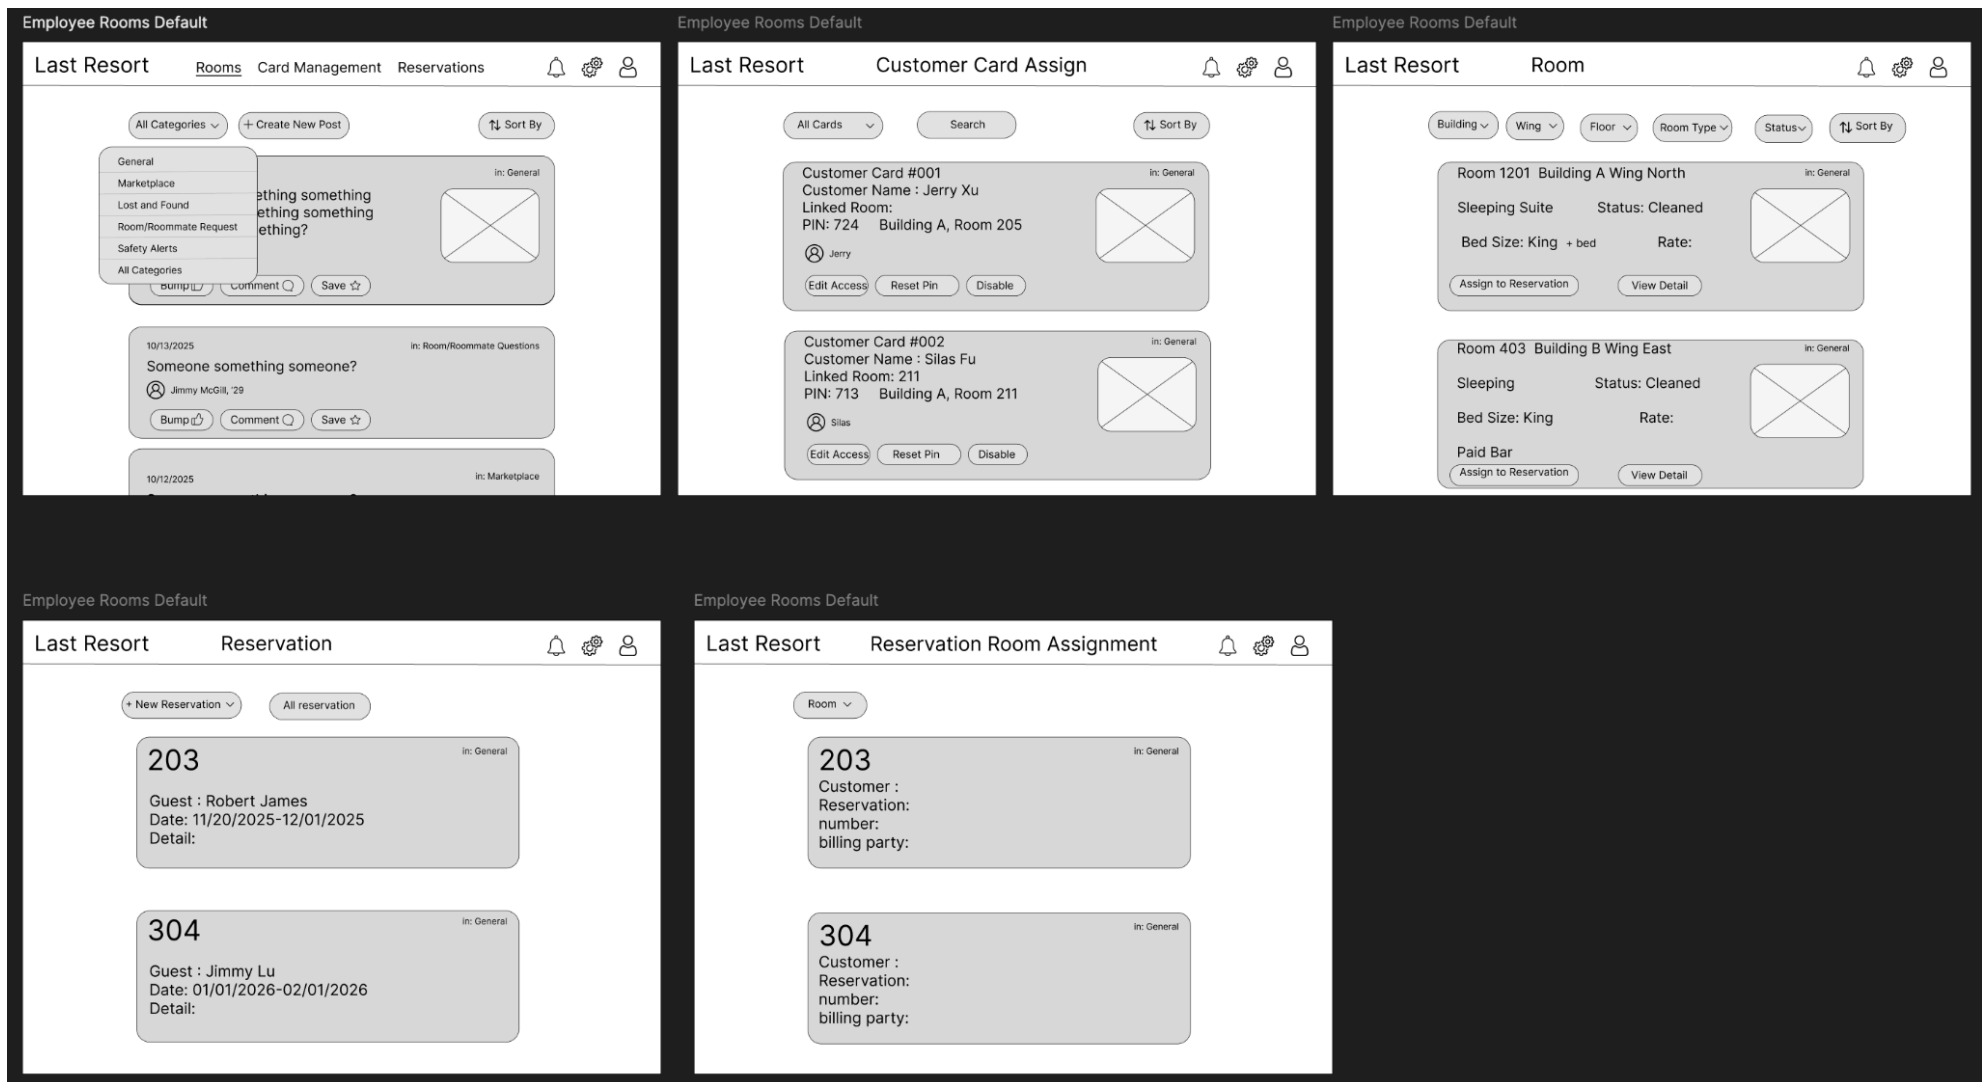 Employee Rooms Default
Last Resort
Rooms Card Management Reservations
All Categories
+ Create New Post
↑↓ Sort By
General
Marketplace
Lost and Found
Room/Roommate Request
Safety Alerts
All Categories
in: General
ething something
ething something
ething?
Bump
Comment
Save
10/13/2025
in: Room/Roommate Questions
Someone something someone?
Jimmy McGill, '29
Bump
Comment
Save
10/12/2025
in: Marketplace
Employee Rooms Default
Last Resort
Customer Card Assign
All Cards
Search
↑↓ Sort By
Customer Card #001
in: General
Customer Name : Jerry Xu
Linked Room:
PIN: 724 Building A, Room 205
Jerry
Edit Access
Reset Pin
Disable
Customer Card #002
in: General
Customer Name : Silas Fu
Linked Room: 211
PIN: 713 Building A, Room 211
Silas
Edit Access
Reset Pin
Disable
Employee Rooms Default
Last Resort
Room
Building
Wing
Floor
Room Type
Status
↑↓ Sort By
Room 1201 Building A Wing North
in: General
Sleeping Suite Status: Cleaned
Bed Size: King + bed Rate:
Assign to Reservation
View Detail
Room 403 Building B Wing East
in: General
Sleeping Status: Cleaned
Bed Size: King Rate:
Paid Bar
Assign to Reservation
View Detail
Employee Rooms Default
Last Resort
Reservation
+ New Reservation
All reservation
203
in: General
Guest : Robert James
Date: 11/20/2025-12/01/2025
Detail:
304
in: General
Guest : Jimmy Lu
Date: 01/01/2026-02/01/2026
Detail:
Employee Rooms Default
Last Resort
Reservation Room Assignment
Room
203
in: General
Customer :
Reservation:
number:
billing party:
304
in: General
Customer :
Reservation:
number:
billing party: